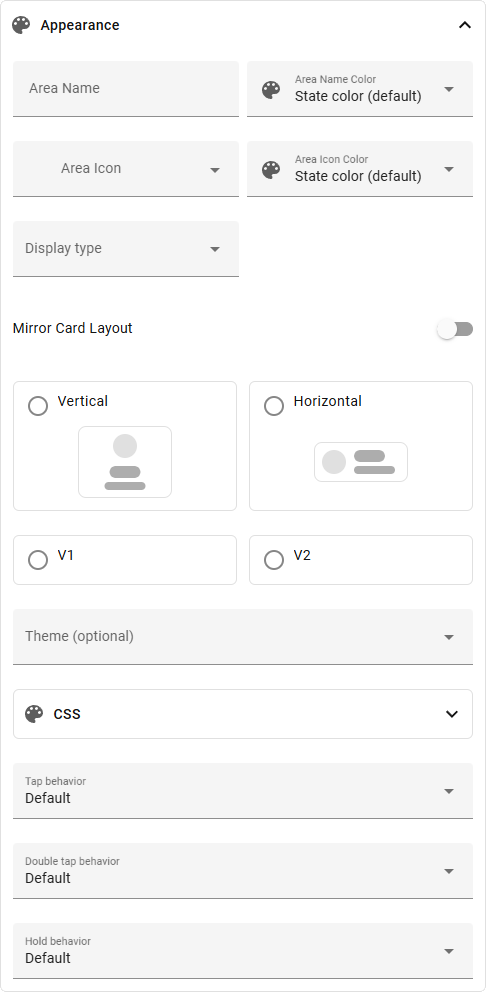 Appearance
Area Name
Area Name Color
State color (default)
Area Icon
Area Icon Color
State color (default)
Display type
Mirror Card Layout
Vertical
Horizontal
V1
V2
Theme (optional)
CSS
Tap behavior
Default
Double tap behavior
Default
Hold behavior
Default